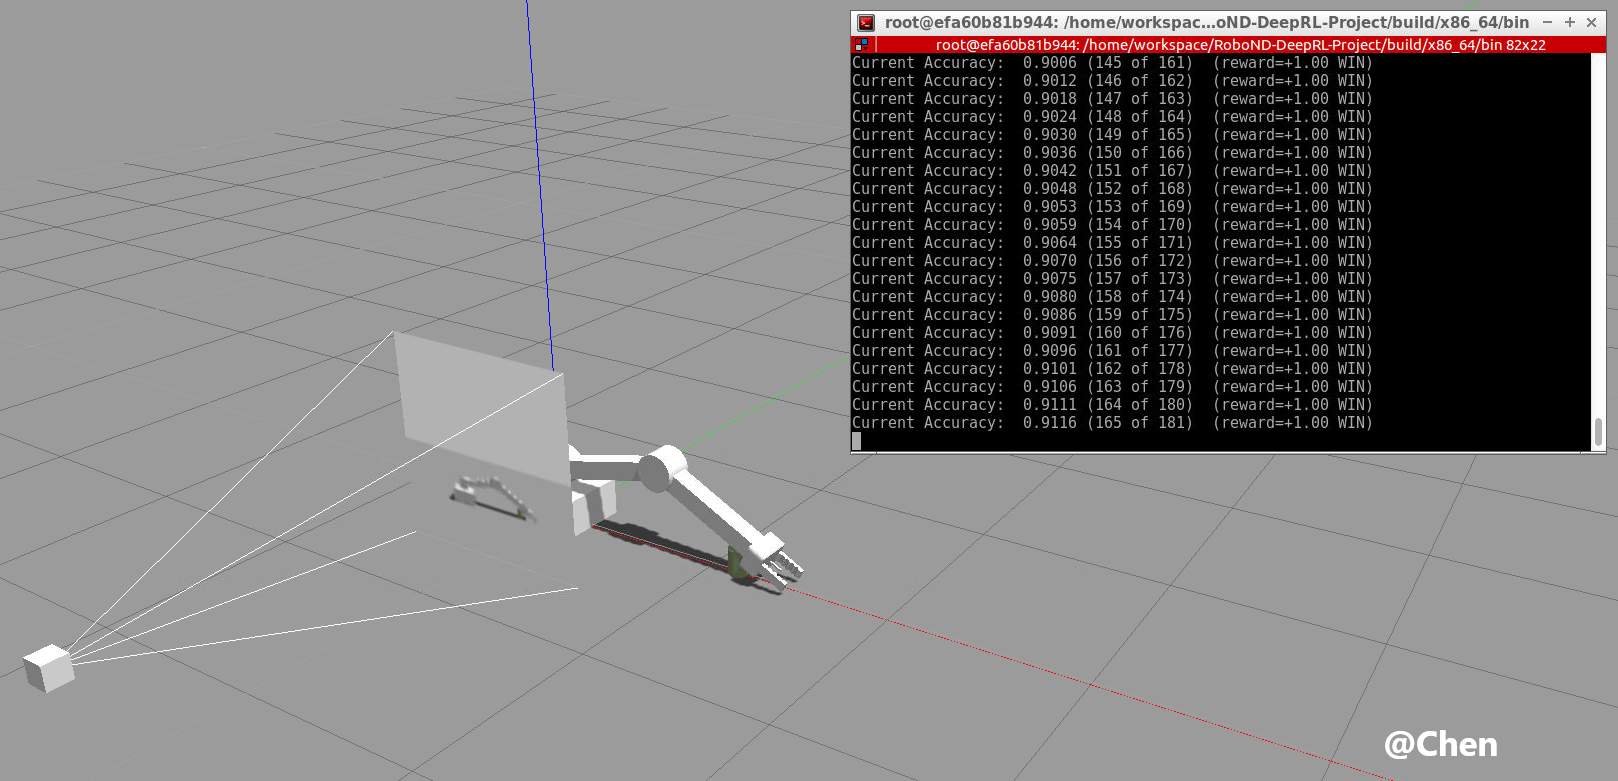 root@efa60b81b944: /home/workspac...oND-DeepRL-Project/build/x86_64/bin
root@efa60b81b944: /home/workspace/RoboND-DeepRL-Project/build/x86_64/bin 82x22
Current Accuracy:  0.9006 (145 of 161)  (reward=+1.00 WIN)
Current Accuracy:  0.9012 (146 of 162)  (reward=+1.00 WIN)
Current Accuracy:  0.9018 (147 of 163)  (reward=+1.00 WIN)
Current Accuracy:  0.9024 (148 of 164)  (reward=+1.00 WIN)
Current Accuracy:  0.9030 (149 of 165)  (reward=+1.00 WIN)
Current Accuracy:  0.9036 (150 of 166)  (reward=+1.00 WIN)
Current Accuracy:  0.9042 (151 of 167)  (reward=+1.00 WIN)
Current Accuracy:  0.9048 (152 of 168)  (reward=+1.00 WIN)
Current Accuracy:  0.9053 (153 of 169)  (reward=+1.00 WIN)
Current Accuracy:  0.9059 (154 of 170)  (reward=+1.00 WIN)
Current Accuracy:  0.9064 (155 of 171)  (reward=+1.00 WIN)
Current Accuracy:  0.9070 (156 of 172)  (reward=+1.00 WIN)
Current Accuracy:  0.9075 (157 of 173)  (reward=+1.00 WIN)
Current Accuracy:  0.9080 (158 of 174)  (reward=+1.00 WIN)
Current Accuracy:  0.9086 (159 of 175)  (reward=+1.00 WIN)
Current Accuracy:  0.9091 (160 of 176)  (reward=+1.00 WIN)
Current Accuracy:  0.9096 (161 of 177)  (reward=+1.00 WIN)
Current Accuracy:  0.9101 (162 of 178)  (reward=+1.00 WIN)
Current Accuracy:  0.9106 (163 of 179)  (reward=+1.00 WIN)
Current Accuracy:  0.9111 (164 of 180)  (reward=+1.00 WIN)
Current Accuracy:  0.9116 (165 of 181)  (reward=+1.00 WIN)
@Chen